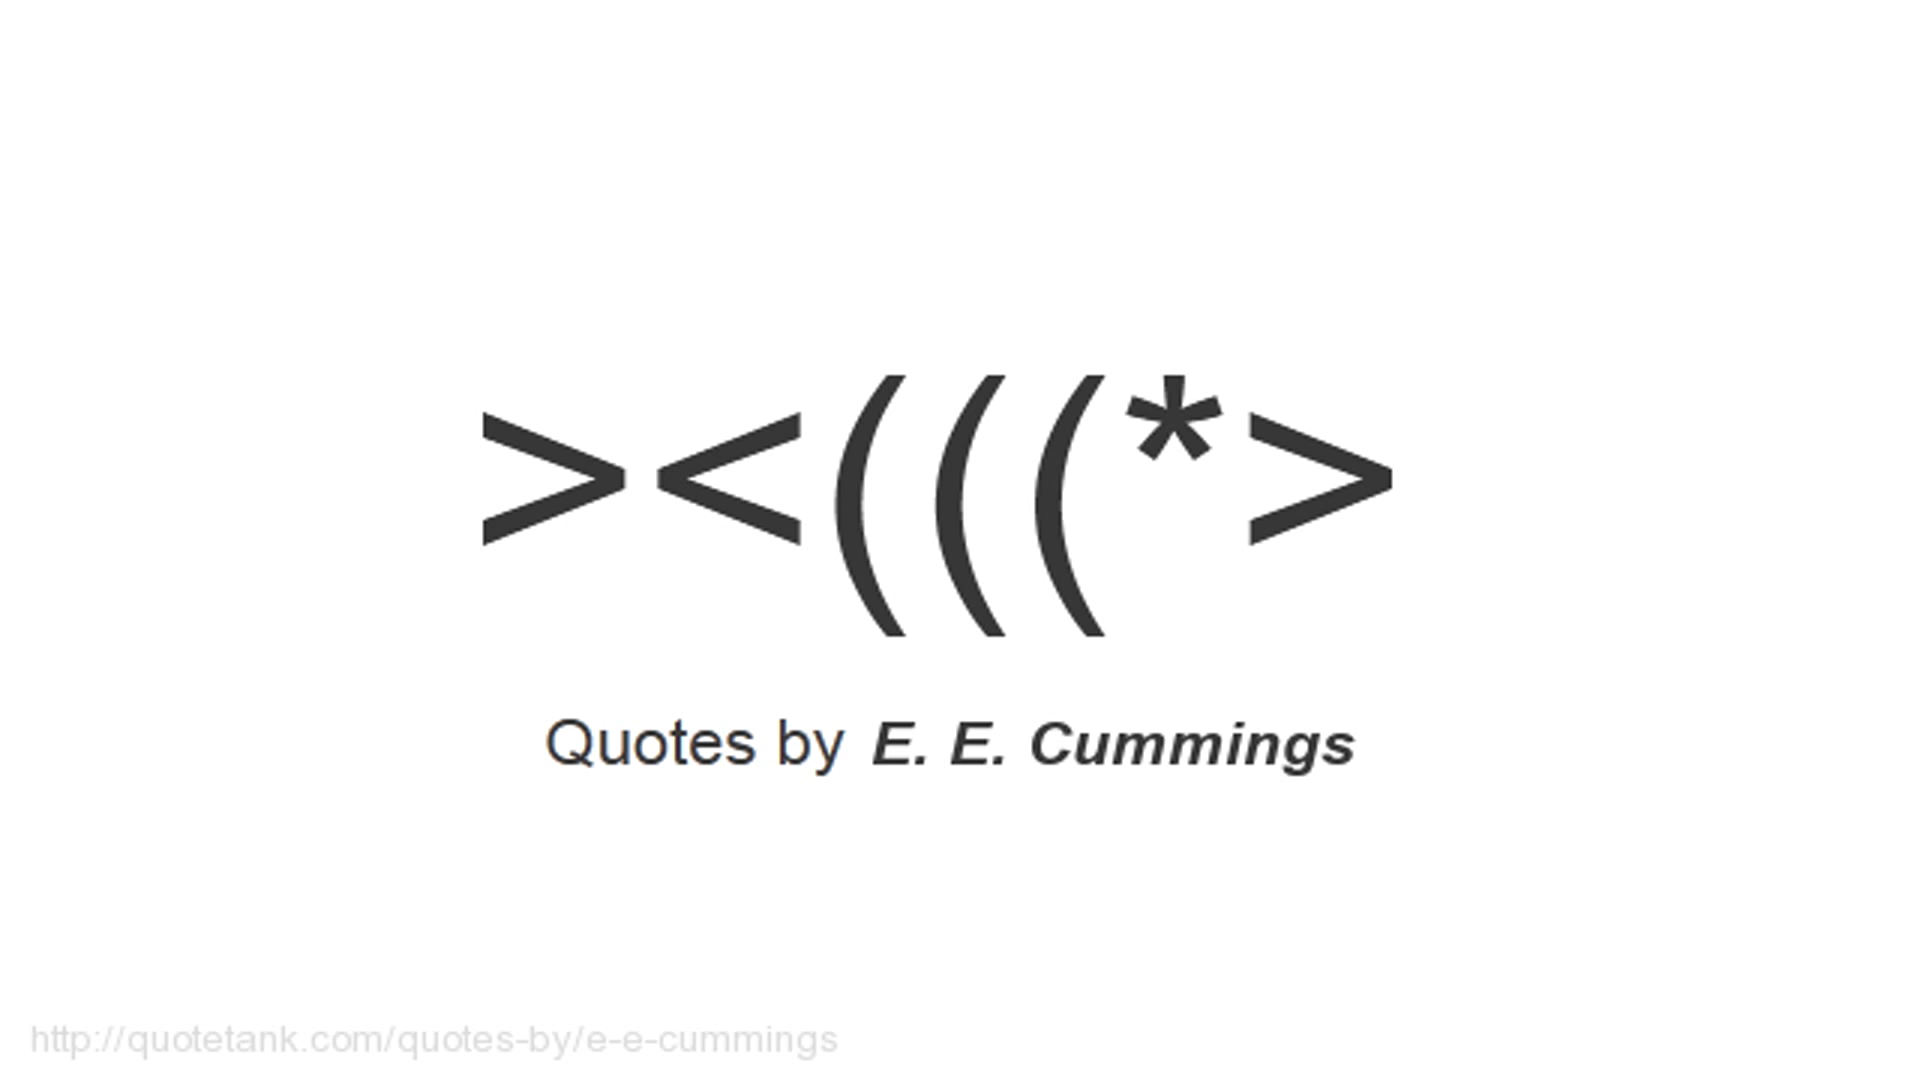 ><(((*>
Quotes by E. E. Cummings
http://quotetank.com/quotes-by/e-e-cummings